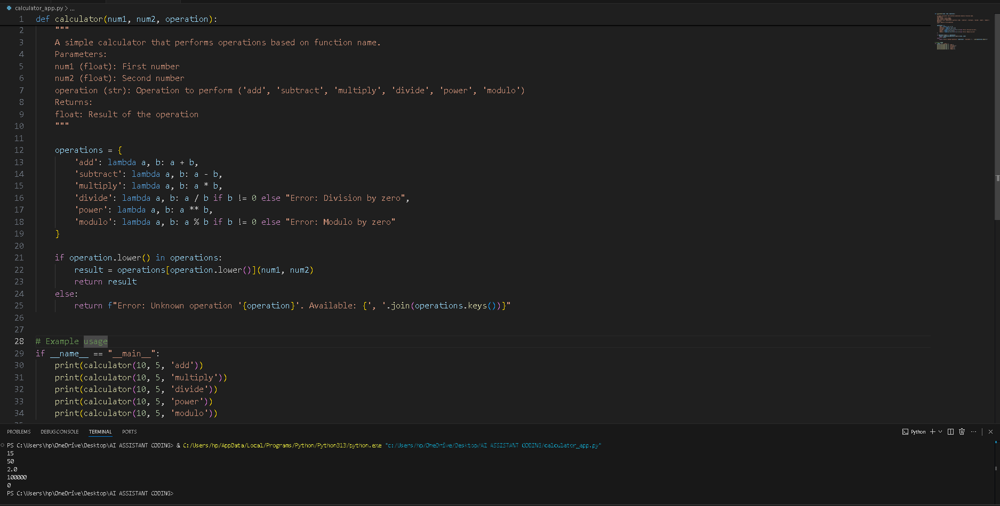 calculator_app.py > ...
1 def calculator(num1, num2, operation):
2 """
3 A simple calculator that performs operations based on function name.
4 Parameters:
5 num1 (float): First number
6 num2 (float): Second number
7 operation (str): Operation to perform ('add', 'subtract', 'multiply', 'divide', 'power', 'modulo')
8 Returns:
9 float: Result of the operation
10 """
11
12 operations = {
13 'add': lambda a, b: a + b,
14 'subtract': lambda a, b: a - b,
15 'multiply': lambda a, b: a * b,
16 'divide': lambda a, b: a / b if b != 0 else "Error: Division by zero",
17 'power': lambda a, b: a ** b,
18 'modulo': lambda a, b: a % b if b != 0 else "Error: Modulo by zero"
19 }
20
21 if operation.lower() in operations:
22 result = operations[operation.lower()](num1, num2)
23 return result
24 else:
25 return f"Error: Unknown operation '{operation}'. Available: {', '.join(operations.keys())}"
26
27
28 # Example usage
29 if __name__ == "__main__":
30 print(calculator(10, 5, 'add'))
31 print(calculator(10, 5, 'multiply'))
32 print(calculator(10, 5, 'divide'))
33 print(calculator(10, 5, 'power'))
34 print(calculator(10, 5, 'modulo'))
PROBLEMS DEBUG CONSOLE TERMINAL PORTS Python
PS C:\Users\hp\OneDrive\Desktop\AI ASSISTANT CODING> & C:/Users/hp/AppData/Local/Programs/Python/Python313/python.exe "c:/Users/hp/OneDrive/Desktop/AI ASSISTANT CODING/calculator_app.py"
15
50
2.0
100000
0
PS C:\Users\hp\OneDrive\Desktop\AI ASSISTANT CODING>